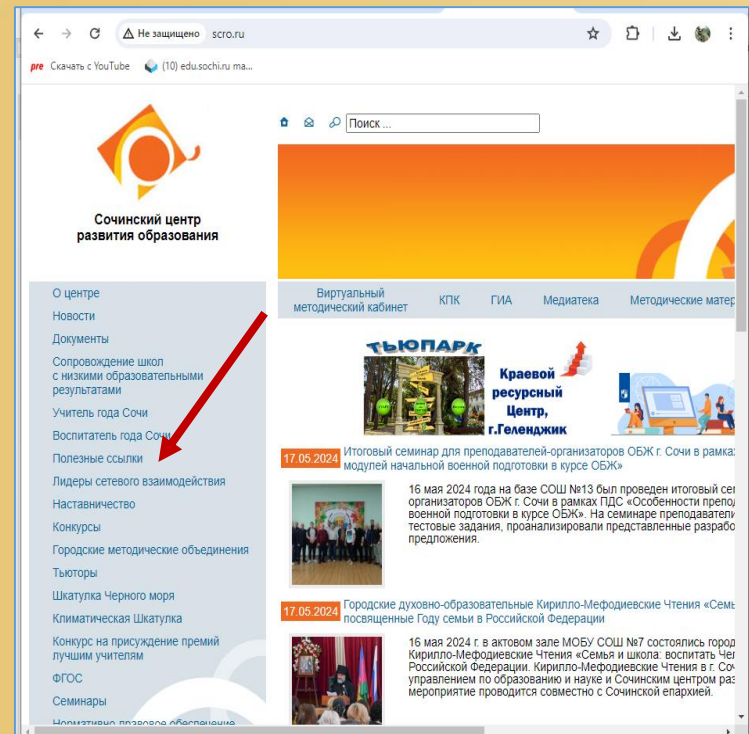 Не защищено scro.ru
pre Скачать с YouTube (10) edu.sochi.ru ma...
Поиск ...
Сочинский центр
развития образования
О центре
Новости
Документы
Сопровождение школ
с низкими образовательными
результатами
Учитель года Сочи
Воспитатель года Сочи
Полезные ссылки
Лидеры сетевого взаимодействия
Наставничество
Конкурсы
Городские методические объединения
Тьюторы
Шкатулка Черного моря
Климатическая Шкатулка
Конкурс на присуждение премий
лучшим учителям
ФГОС
Семинары
Нормативно правовое обеспечение
Виртуальный
методический кабинет
КПК
ГИА
Медиатека
Методические матер
ТЬЮПАРК
Краевой
ресурсный
Центр,
г.Геленджик
17.05.2024
Итоговый семинар для преподавателей-организаторов ОБЖ г. Сочи в рамка
модулей начальной военной подготовки в курсе ОБЖ»
16 мая 2024 года на базе СОШ №13 был проведен итоговый се
организаторов ОБЖ г. Сочи в рамках ПДС «Особенности препод
военной подготовки в курсе ОБЖ». На семинаре преподаватели
тестовые задания, проанализировали представленные разрабо
предложения.
17.05.2024
Городские духовно-образовательные Кирилло-Мефодиевские Чтения «Семь
посвященные Году семьи в Российской Федерации
16 мая 2024 г. в актовом зале МОБУ СОШ №7 состоялись город
Кирилло-Мефодиевские Чтения «Семья и школа: воспитать Чел
Российской Федерации. Кирилло-Мефодиевские Чтения в г. Соч
управлением по образованию и науке и Сочинским центром раз
мероприятие проводится совместно с Сочинской епархией.